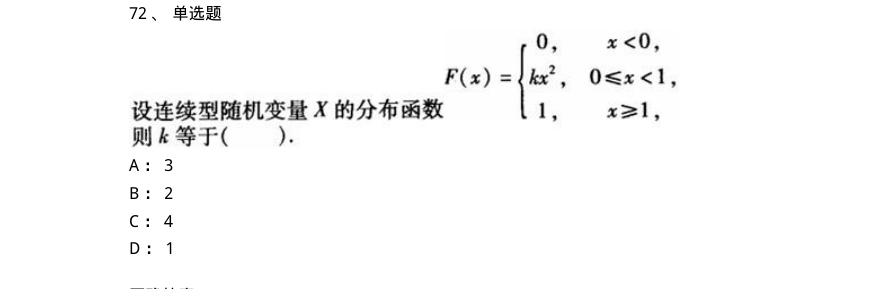 72 、 单选题
设连续型随机变量 X 的分布函数 F(x) = { 0, x<0,
kx², 0≤x<1,
1, x≥1,
则 k 等于(    ).
A： 3
B： 2
C： 4
D： 1